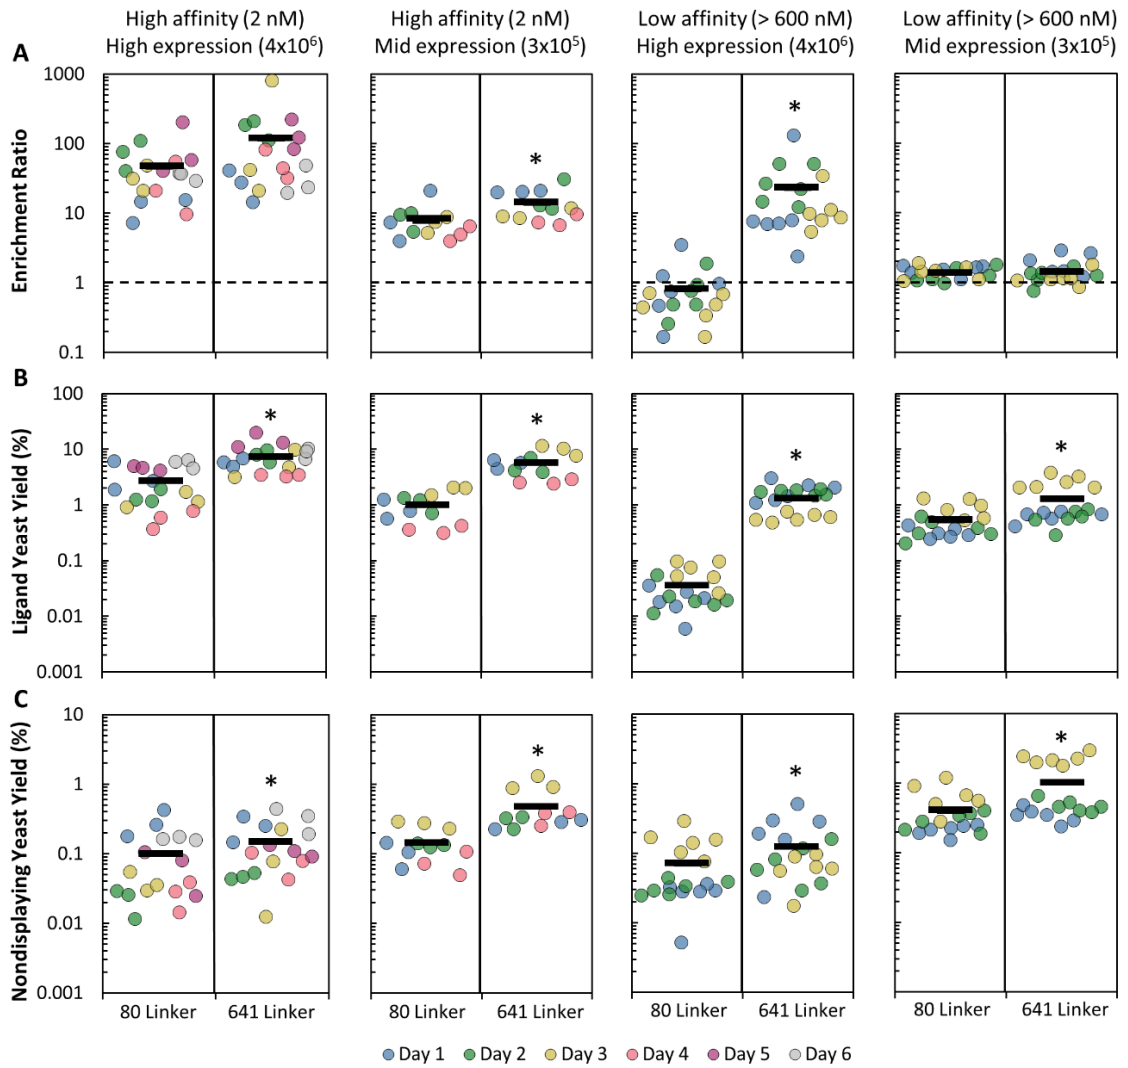 High affinity (2 nM)
High expression (4x10⁶)
High affinity (2 nM)
Mid expression (3x10⁵)
Low affinity (> 600 nM)
High expression (4x10⁶)
Low affinity (> 600 nM)
Mid expression (3x10⁵)
A
Enrichment Ratio
1000
100
10
1
0.1
*
*
B
Ligand Yeast Yield (%)
100
10
1
0.1
0.01
0.001
*
*
*
*
C
Nondisplaying Yeast Yield (%)
10
1
0.1
0.01
0.001
*
*
*
*
80 Linker 641 Linker
80 Linker 641 Linker
80 Linker 641 Linker
80 Linker 641 Linker
Day 1 Day 2 Day 3 Day 4 Day 5 Day 6